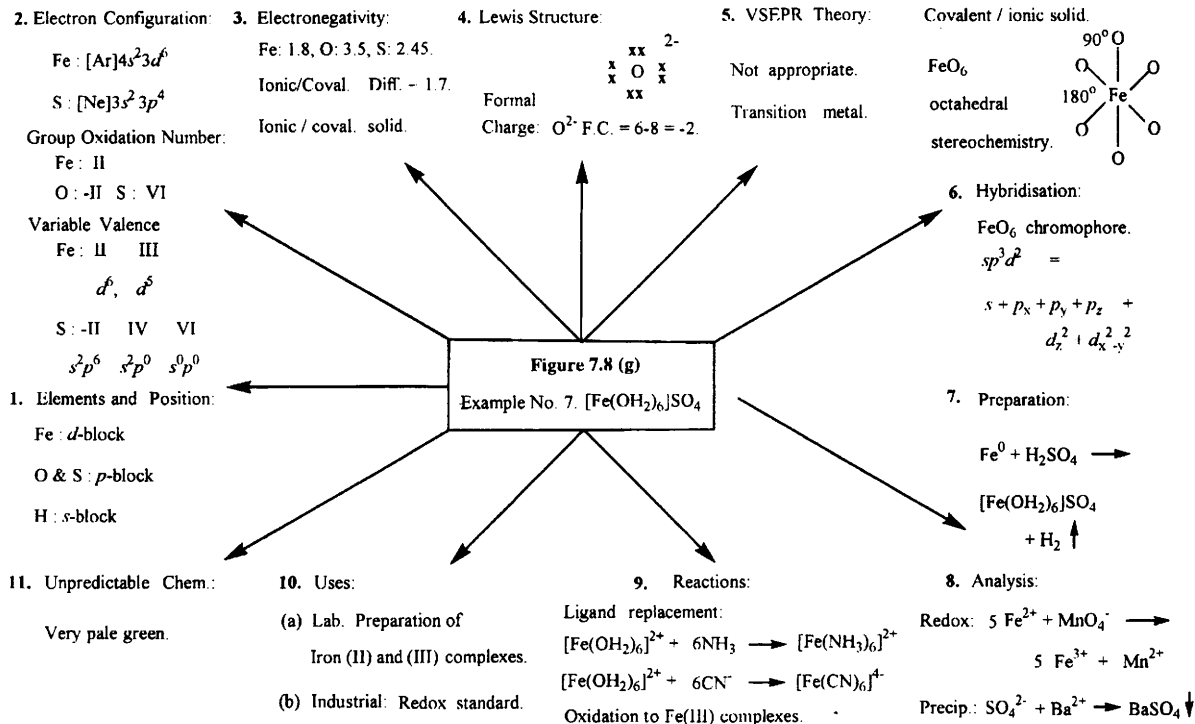 2. Electron Configuration:
Fe : [Ar]4s²3d⁶
S : [Ne]3s² 3p⁴
Group Oxidation Number:
Fe : II
O : -II S : VI
Variable Valence
Fe : II III
d⁶, d⁵
S : -II IV VI
s²p⁶ s²p⁰ s⁰p⁰
1. Elements and Position:
Fe : d-block
O & S : p-block
H : s-block
3. Electronegativity:
Fe: 1.8, O: 3.5, S: 2.45.
Ionic/Coval. Diff. - 1.7.
Ionic / coval. solid.
4. Lewis Structure:
2-
xx
x O x
x x
xx
Formal
Charge: O²⁻ F.C. = 6-8 = -2.
5. VSEPR Theory:
Not appropriate.
Transition metal.
Covalent / ionic solid.
FeO₆
octahedral
stereochemistry.
90° O
O O
180° Fe
O O
O
6. Hybridisation:
FeO₆ chromophore.
sp³d² =
s + pₓ + p_y + p_z +
d_z² + d_x²-y²
Figure 7.8 (g)
Example No. 7. [Fe(OH₂)₆]SO₄
7. Preparation:
Fe⁰ + H₂SO₄ ⟶
[Fe(OH₂)₆]SO₄
+ H₂ ↑
11. Unpredictable Chem.:
Very pale green.
10. Uses:
(a) Lab. Preparation of
Iron (II) and (III) complexes.
(b) Industrial: Redox standard.
9. Reactions:
Ligand replacement:
[Fe(OH₂)₆]²⁺ + 6NH₃ ⟶ [Fe(NH₃)₆]²⁺
[Fe(OH₂)₆]²⁺ + 6CN⁻ ⟶ [Fe(CN)₆]⁴⁻
Oxidation to Fe(III) complexes.
8. Analysis:
Redox: 5 Fe²⁺ + MnO₄⁻ ⟶
5 Fe³⁺ + Mn²⁺
Precip.: SO₄²⁻ + Ba²⁺ ⟶ BaSO₄ ↓